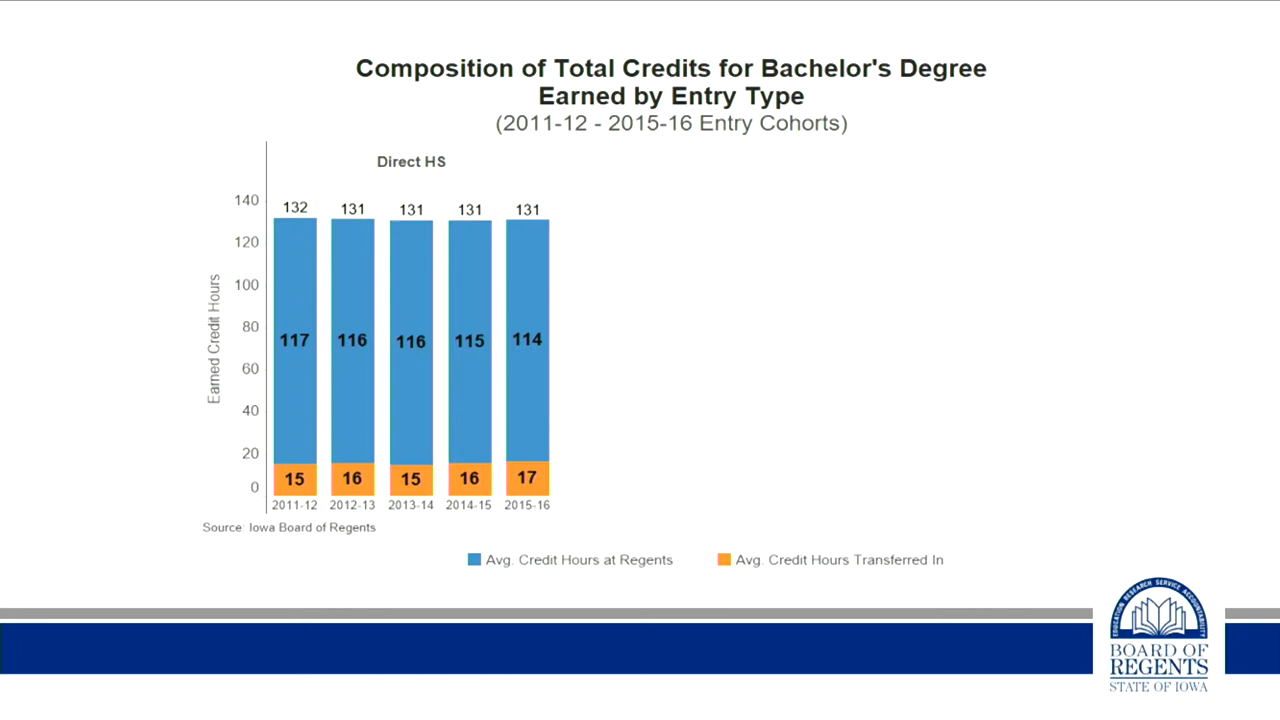 Composition of Total Credits for Bachelor's Degree
Earned by Entry Type
(2011-12 - 2015-16 Entry Cohorts)
Direct HS
Earned Credit Hours
140
120
100
80
60
40
20
0
132 131 131 131 131
117 116 116 115 114
15 16 15 16 17
2011-12 2012-13 2013-14 2014-15 2015-16
Source: Iowa Board of Regents
Avg. Credit Hours at Regents Avg. Credit Hours Transferred In
EDUCATION RESEARCH SERVICE ACCOUNTABILITY
BOARD OF
REGENTS
STATE OF IOWA